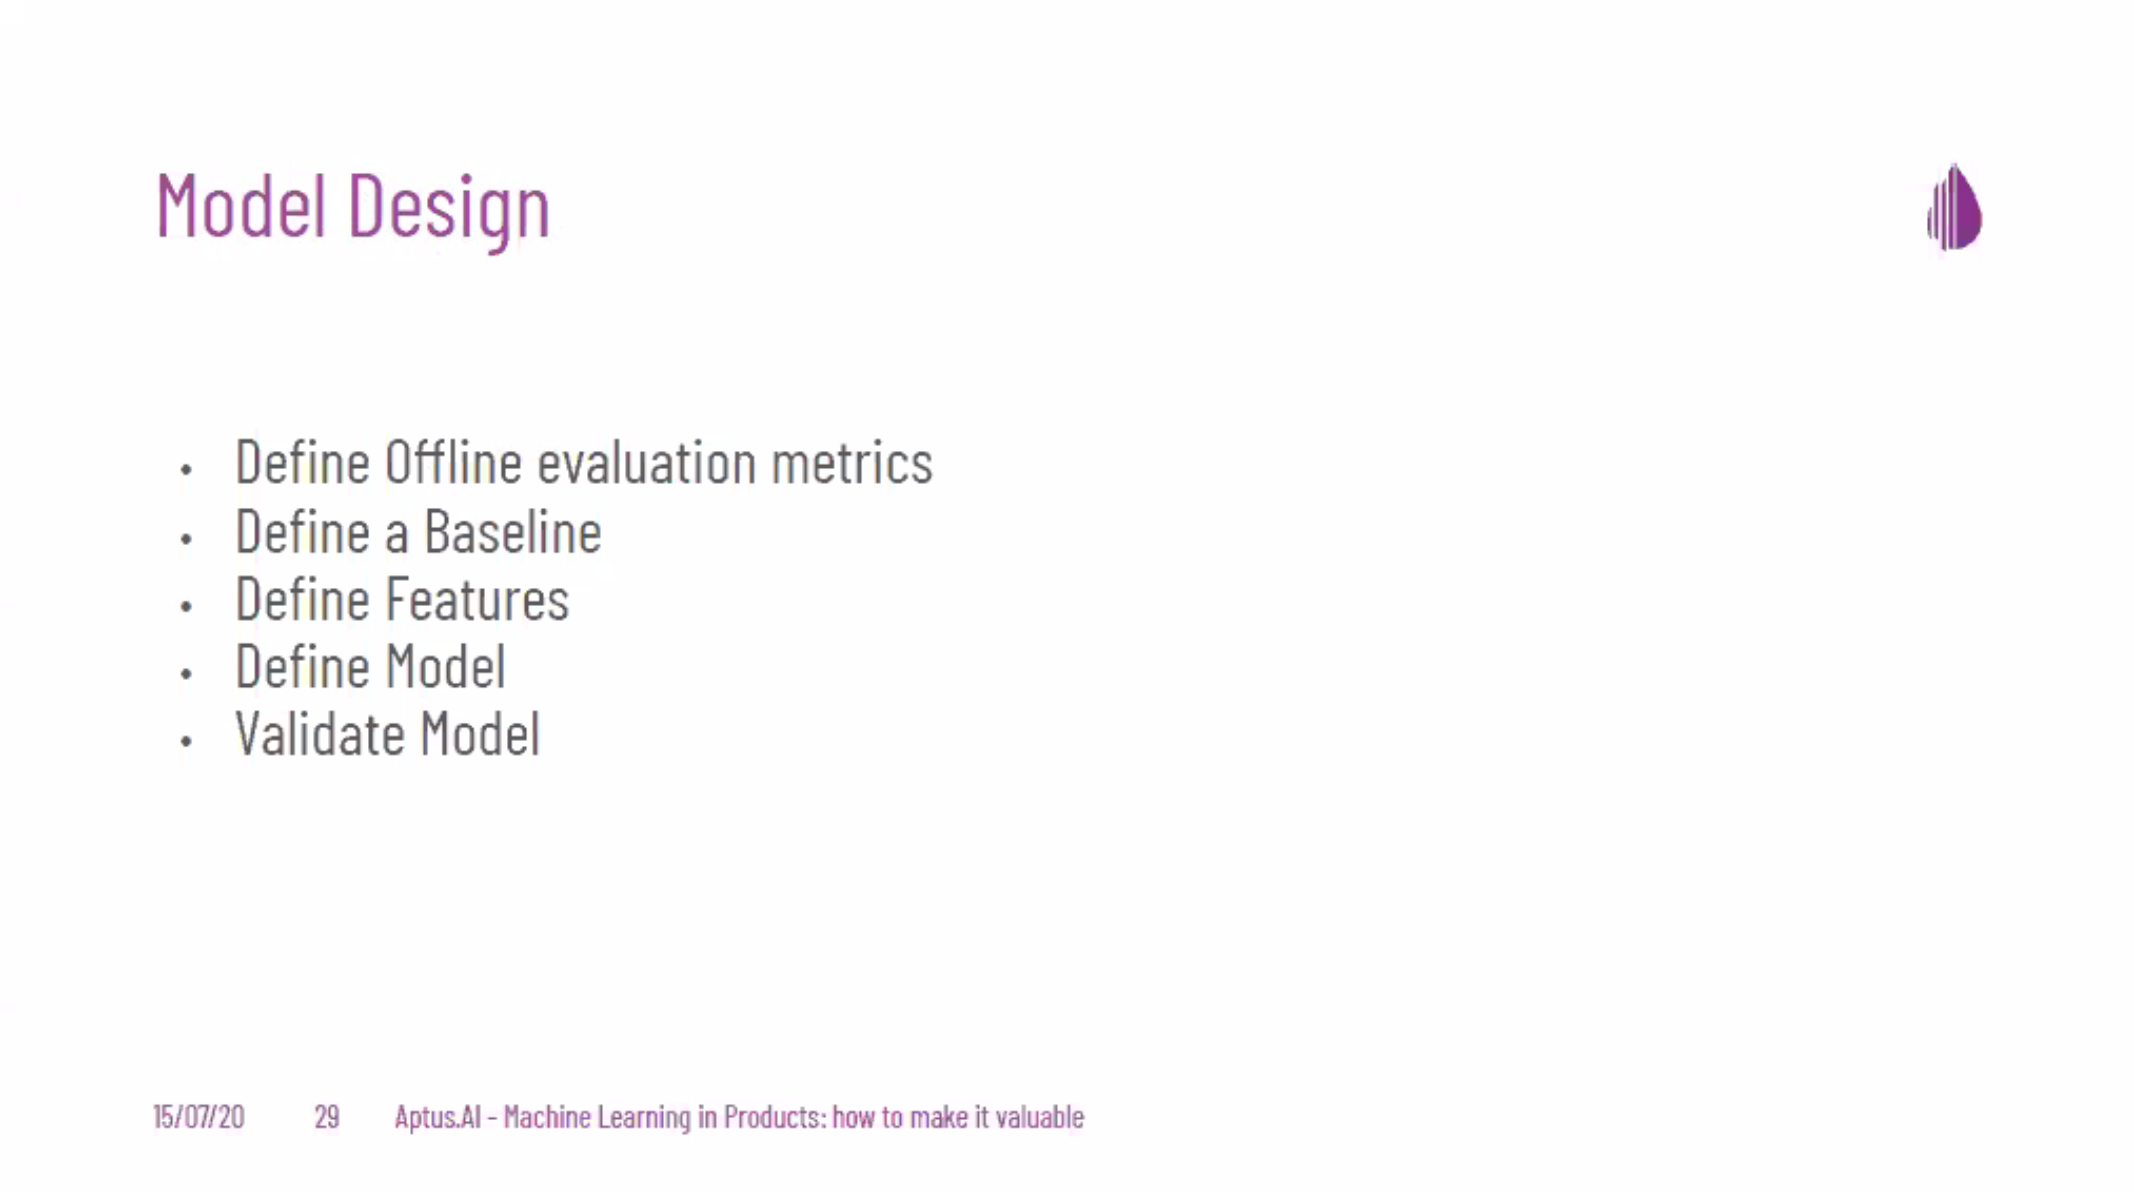 Model Design
• Define Offline evaluation metrics
• Define a Baseline
• Define Features
• Define Model
• Validate Model
15/07/20 29 Aptus.AI - Machine Learning in Products: how to make it valuable